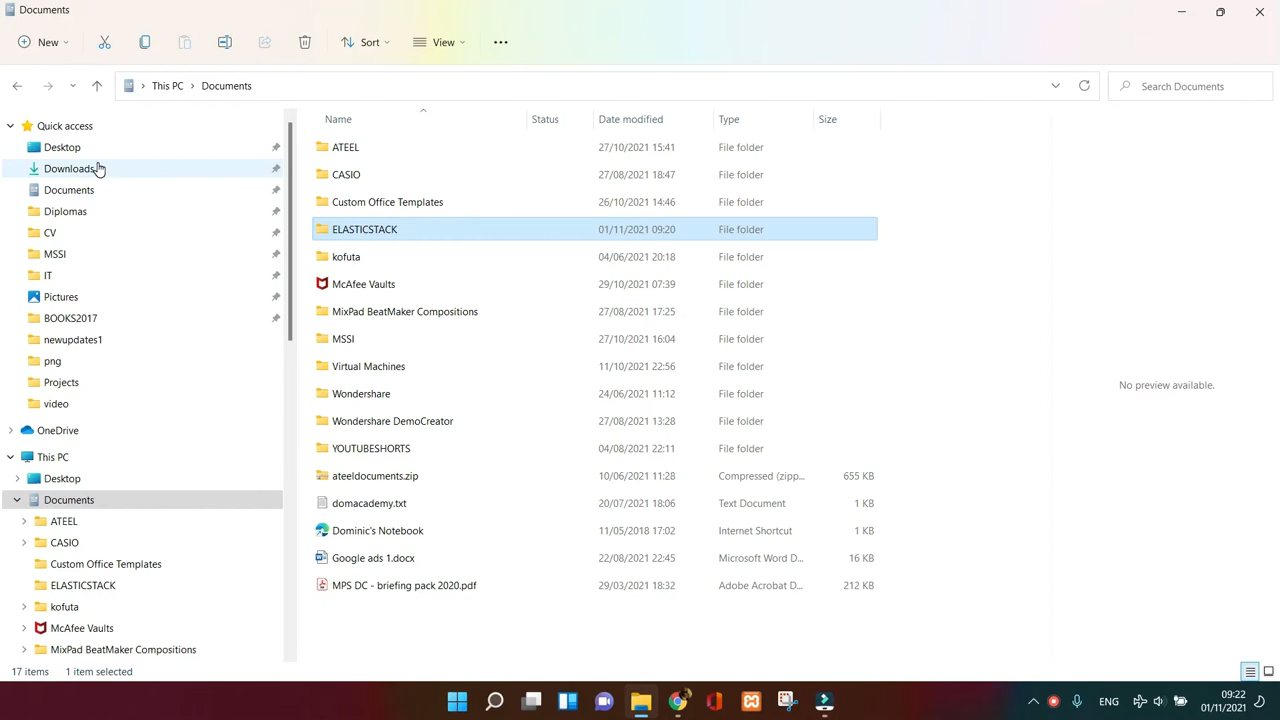 Documents
New
Sort
View
This PC
Documents
Search Documents
Quick access
Desktop
Downloads
Documents
Diplomas
CV
MSSI
IT
Pictures
BOOKS2017
newupdates1
png
Projects
video
OneDrive
This PC
Desktop
Documents
ATEEL
CASIO
Custom Office Templates
ELASTICSTACK
kofuta
McAfee Vaults
MixPad BeatMaker Compositions
Name Status Date modified Type Size
ATEEL 27/10/2021 15:41 File folder
CASIO 27/08/2021 18:47 File folder
Custom Office Templates 26/10/2021 14:46 File folder
ELASTICSTACK 01/11/2021 09:20 File folder
kofuta 04/06/2021 20:18 File folder
McAfee Vaults 29/10/2021 07:39 File folder
MixPad BeatMaker Compositions 27/08/2021 17:25 File folder
MSSI 27/10/2021 16:04 File folder
Virtual Machines 11/10/2021 22:56 File folder
Wondershare 24/06/2021 11:12 File folder
Wondershare DemoCreator 27/08/2021 13:28 File folder
YOUTUBESHORTS 04/08/2021 22:11 File folder
ateeldocuments.zip 10/06/2021 11:28 Compressed (zipp... 655 KB
domacademy.txt 20/07/2021 18:06 Text Document 1 KB
Dominic's Notebook 11/05/2018 17:02 Internet Shortcut 1 KB
Google ads 1.docx 22/08/2021 22:45 Microsoft Word D... 16 KB
MPS DC - briefing pack 2020.pdf 29/03/2021 18:32 Adobe Acrobat D... 212 KB
No preview available.
17 items 1 item selected
ENG
09:22
01/11/2021